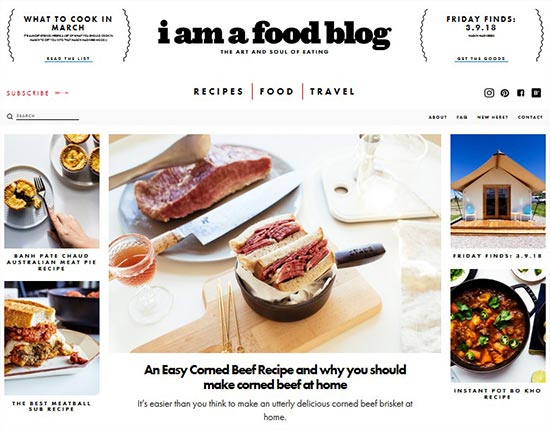 WHAT TO COOK IN
MARCH
READ THE LIST
i am a food blog
THE ART AND SOUL OF EATING
FRIDAY FINDS:
3.9.18
GET THE GOODS
SUBSCRIBE
RECIPES | FOOD | TRAVEL
SEARCH
ABOUT FAQ NEW HERE? CONTACT
BANH PATE CHAUD
AUSTRALIAN MEAT PIE
RECIPE
THE BEST MEATBALL
SUB RECIPE
An Easy Corned Beef Recipe and why you should
make corned beef at home
It's easier than you think to make an utterly delicious corned beef brisket at
home.
FRIDAY FINDS: 3.9.18
INSTANT POT BO KHO
RECIPE